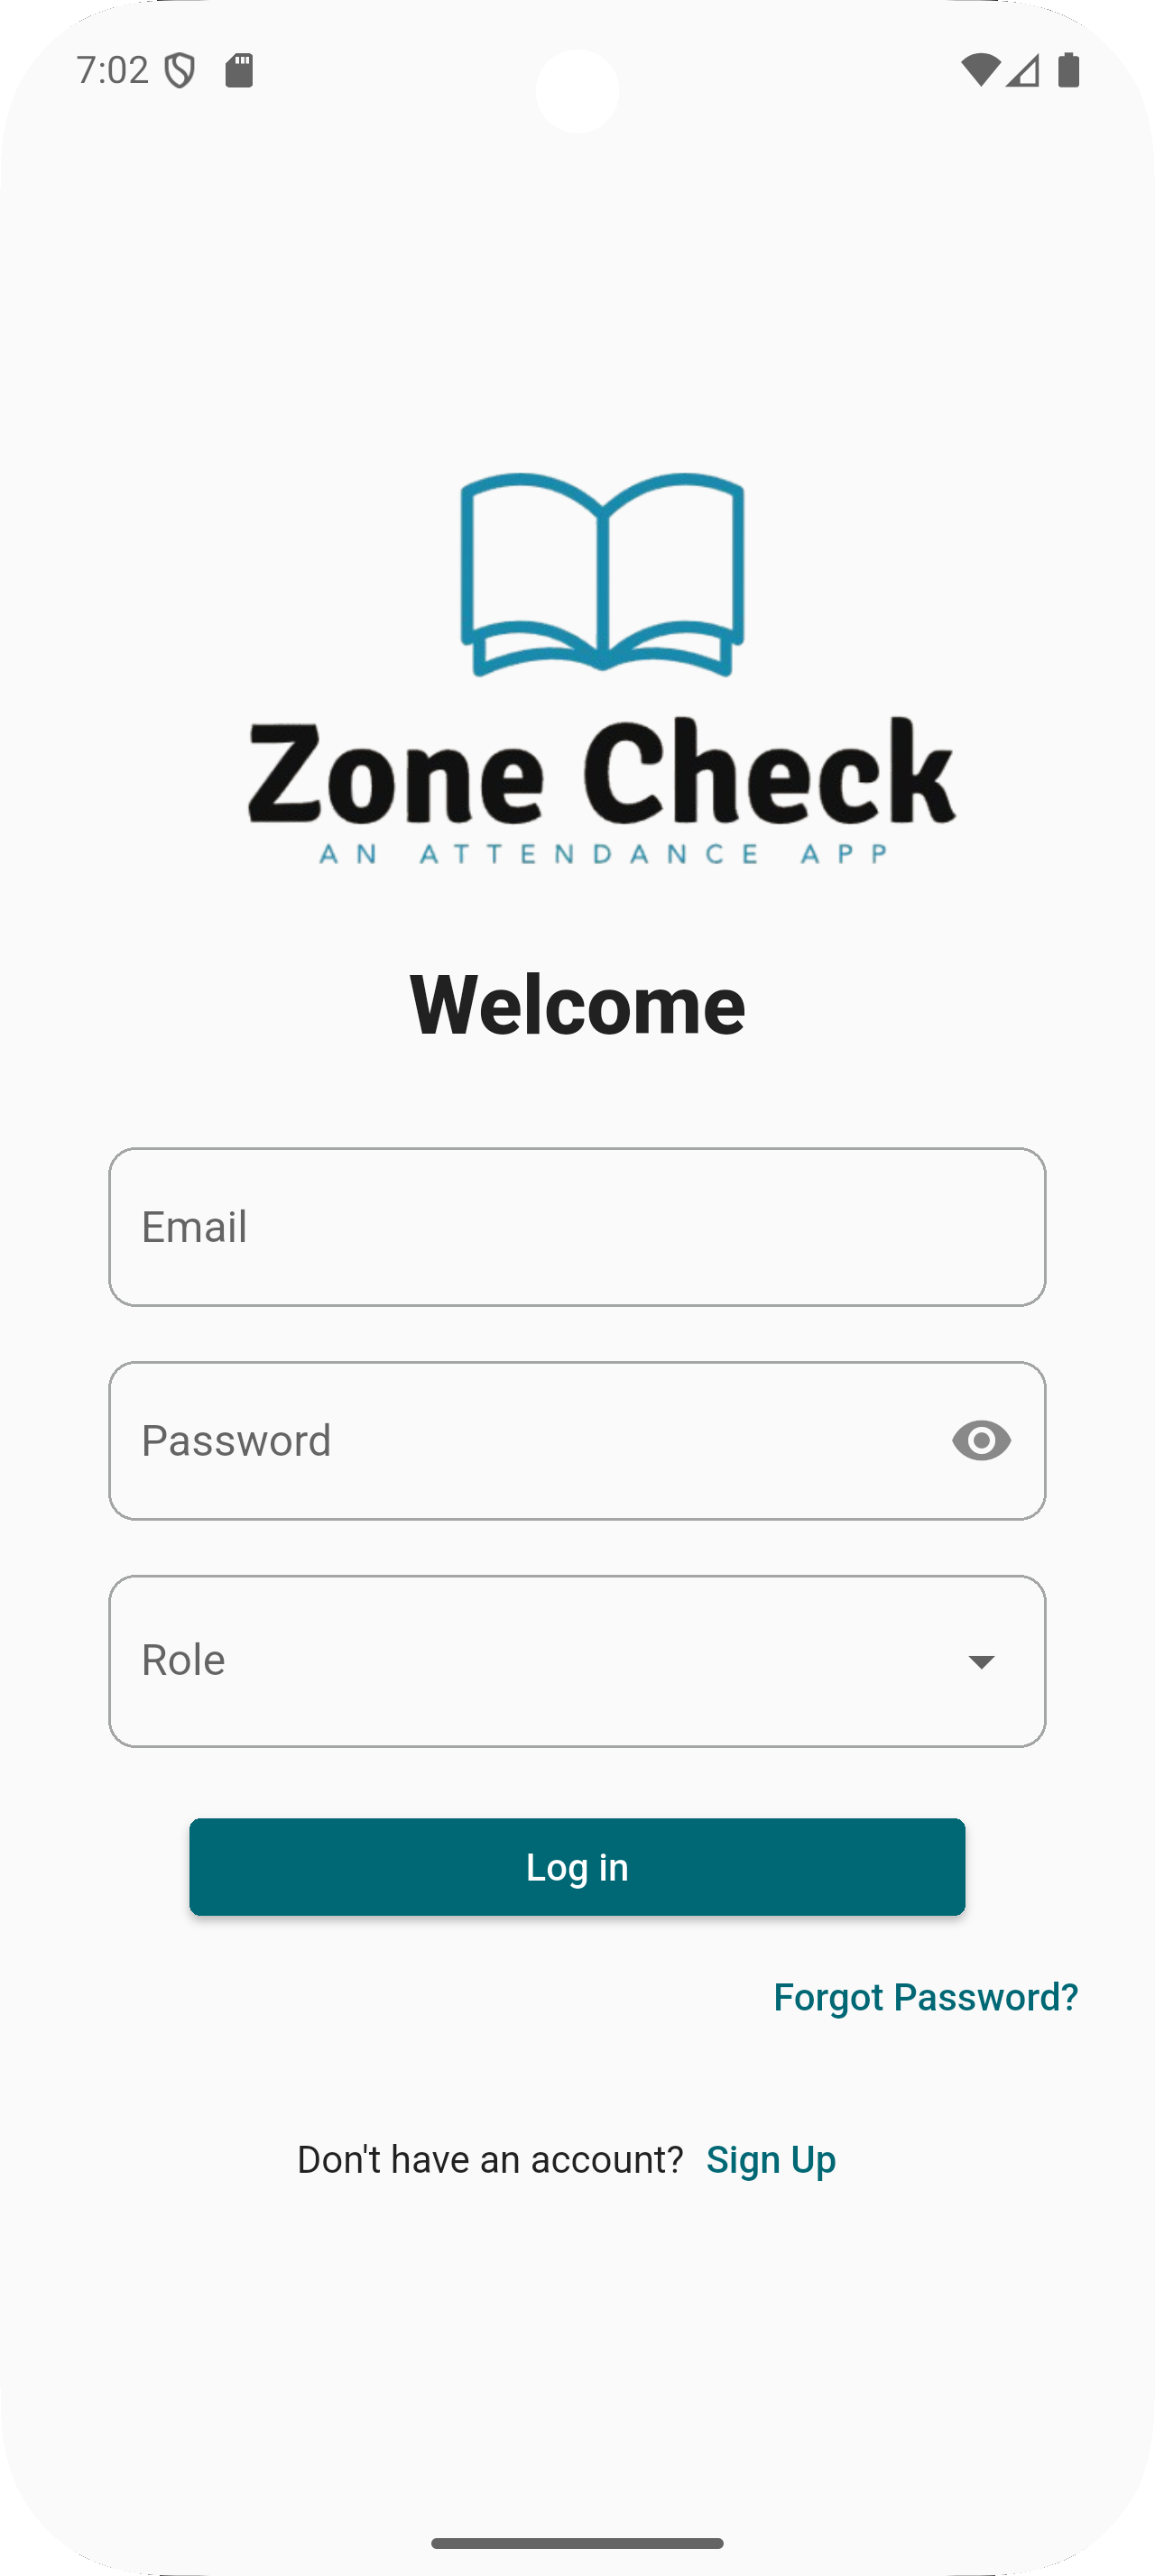 7:02
Zone Check
AN ATTENDANCE APP
Welcome
Email
Password
Role
Log in
Forgot Password?
Don't have an account? Sign Up